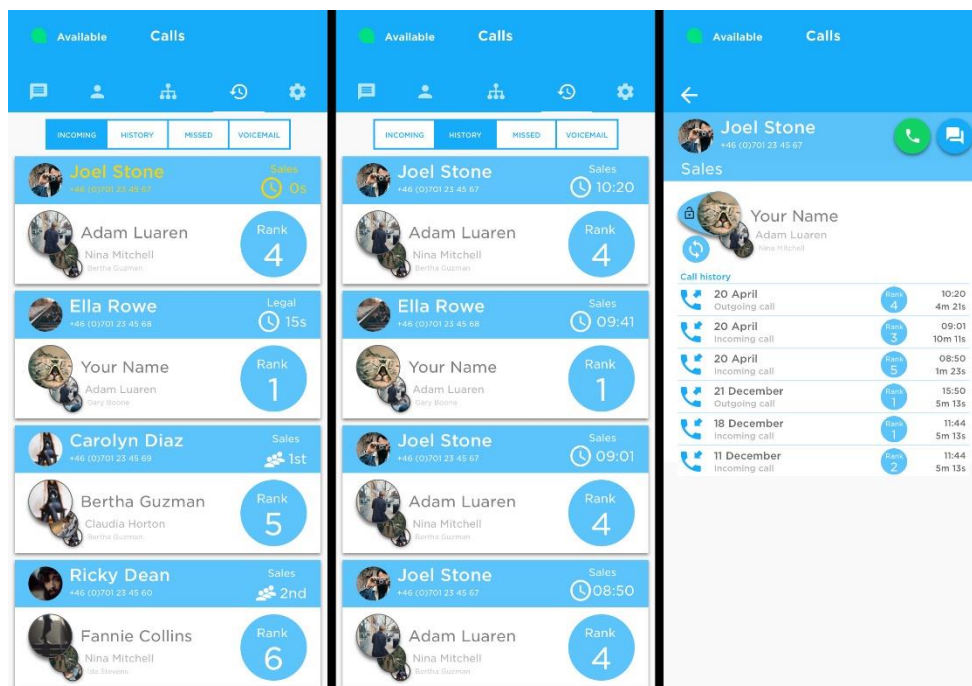 Available Calls
INCOMING HISTORY MISSED VOICEMAIL
Joel Stone
+46 (0)701 23 45 67
Sales
0s
Adam Luaren
Nina Mitchell
Bertha Guzman
Rank
4
Ella Rowe
+46 (0)701 23 45 68
Legal
15s
Your Name
Adam Luaren
Gary Boone
Rank
1
Carolyn Diaz
+46 (0)701 23 45 69
Sales
1st
Bertha Guzman
Claudia Horton
Bertha Guzman
Rank
5
Ricky Dean
+46 (0)701 23 45 60
Sales
2nd
Fannie Collins
Nina Mitchell
Ida Stevens
Rank
6
Available Calls
INCOMING HISTORY MISSED VOICEMAIL
Joel Stone
+46 (0)701 23 45 67
Sales
10:20
Adam Luaren
Nina Mitchell
Bertha Guzman
Rank
4
Ella Rowe
+46 (0)701 23 45 68
Sales
09:41
Your Name
Adam Luaren
Gary Boone
Rank
1
Joel Stone
+46 (0)701 23 45 67
Sales
09:01
Adam Luaren
Nina Mitchell
Bertha Guzman
Rank
4
Joel Stone
+46 (0)701 23 45 67
Sales
08:50
Adam Luaren
Nina Mitchell
Bertha Guzman
Rank
4
Available Calls
Joel Stone
+46 (0)701 23 45 67
Sales
Your Name
Adam Luaren
Nina Mitchell
Call history
20 April Rank 10:20
Outgoing call 4 4m 21s
20 April Rank 09:01
Incoming call 3 10m 11s
20 April Rank 08:50
Incoming call 5 1m 23s
21 December Rank 15:50
Outgoing call 1 5m 13s
18 December Rank 11:44
Incoming call 1 5m 13s
11 December Rank 11:44
Incoming call 2 5m 13s